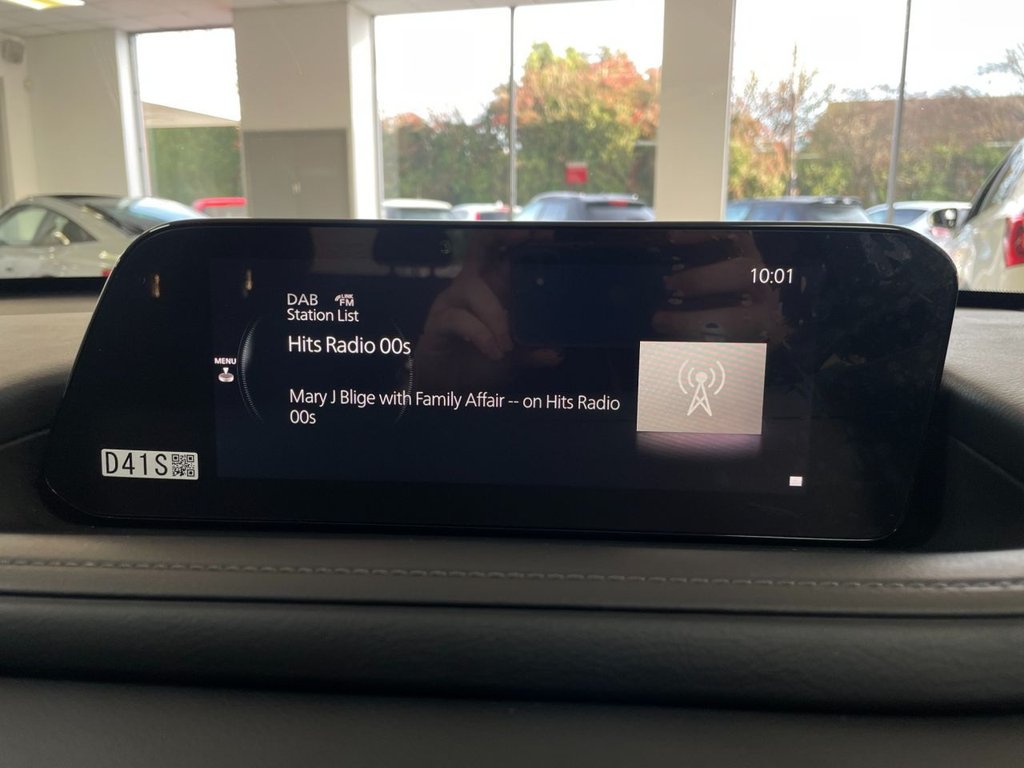 10:01
DAB LINK FM
Station List
Hits Radio 00s
MENU
Mary J Blige with Family Affair -- on Hits Radio
00s
D41S